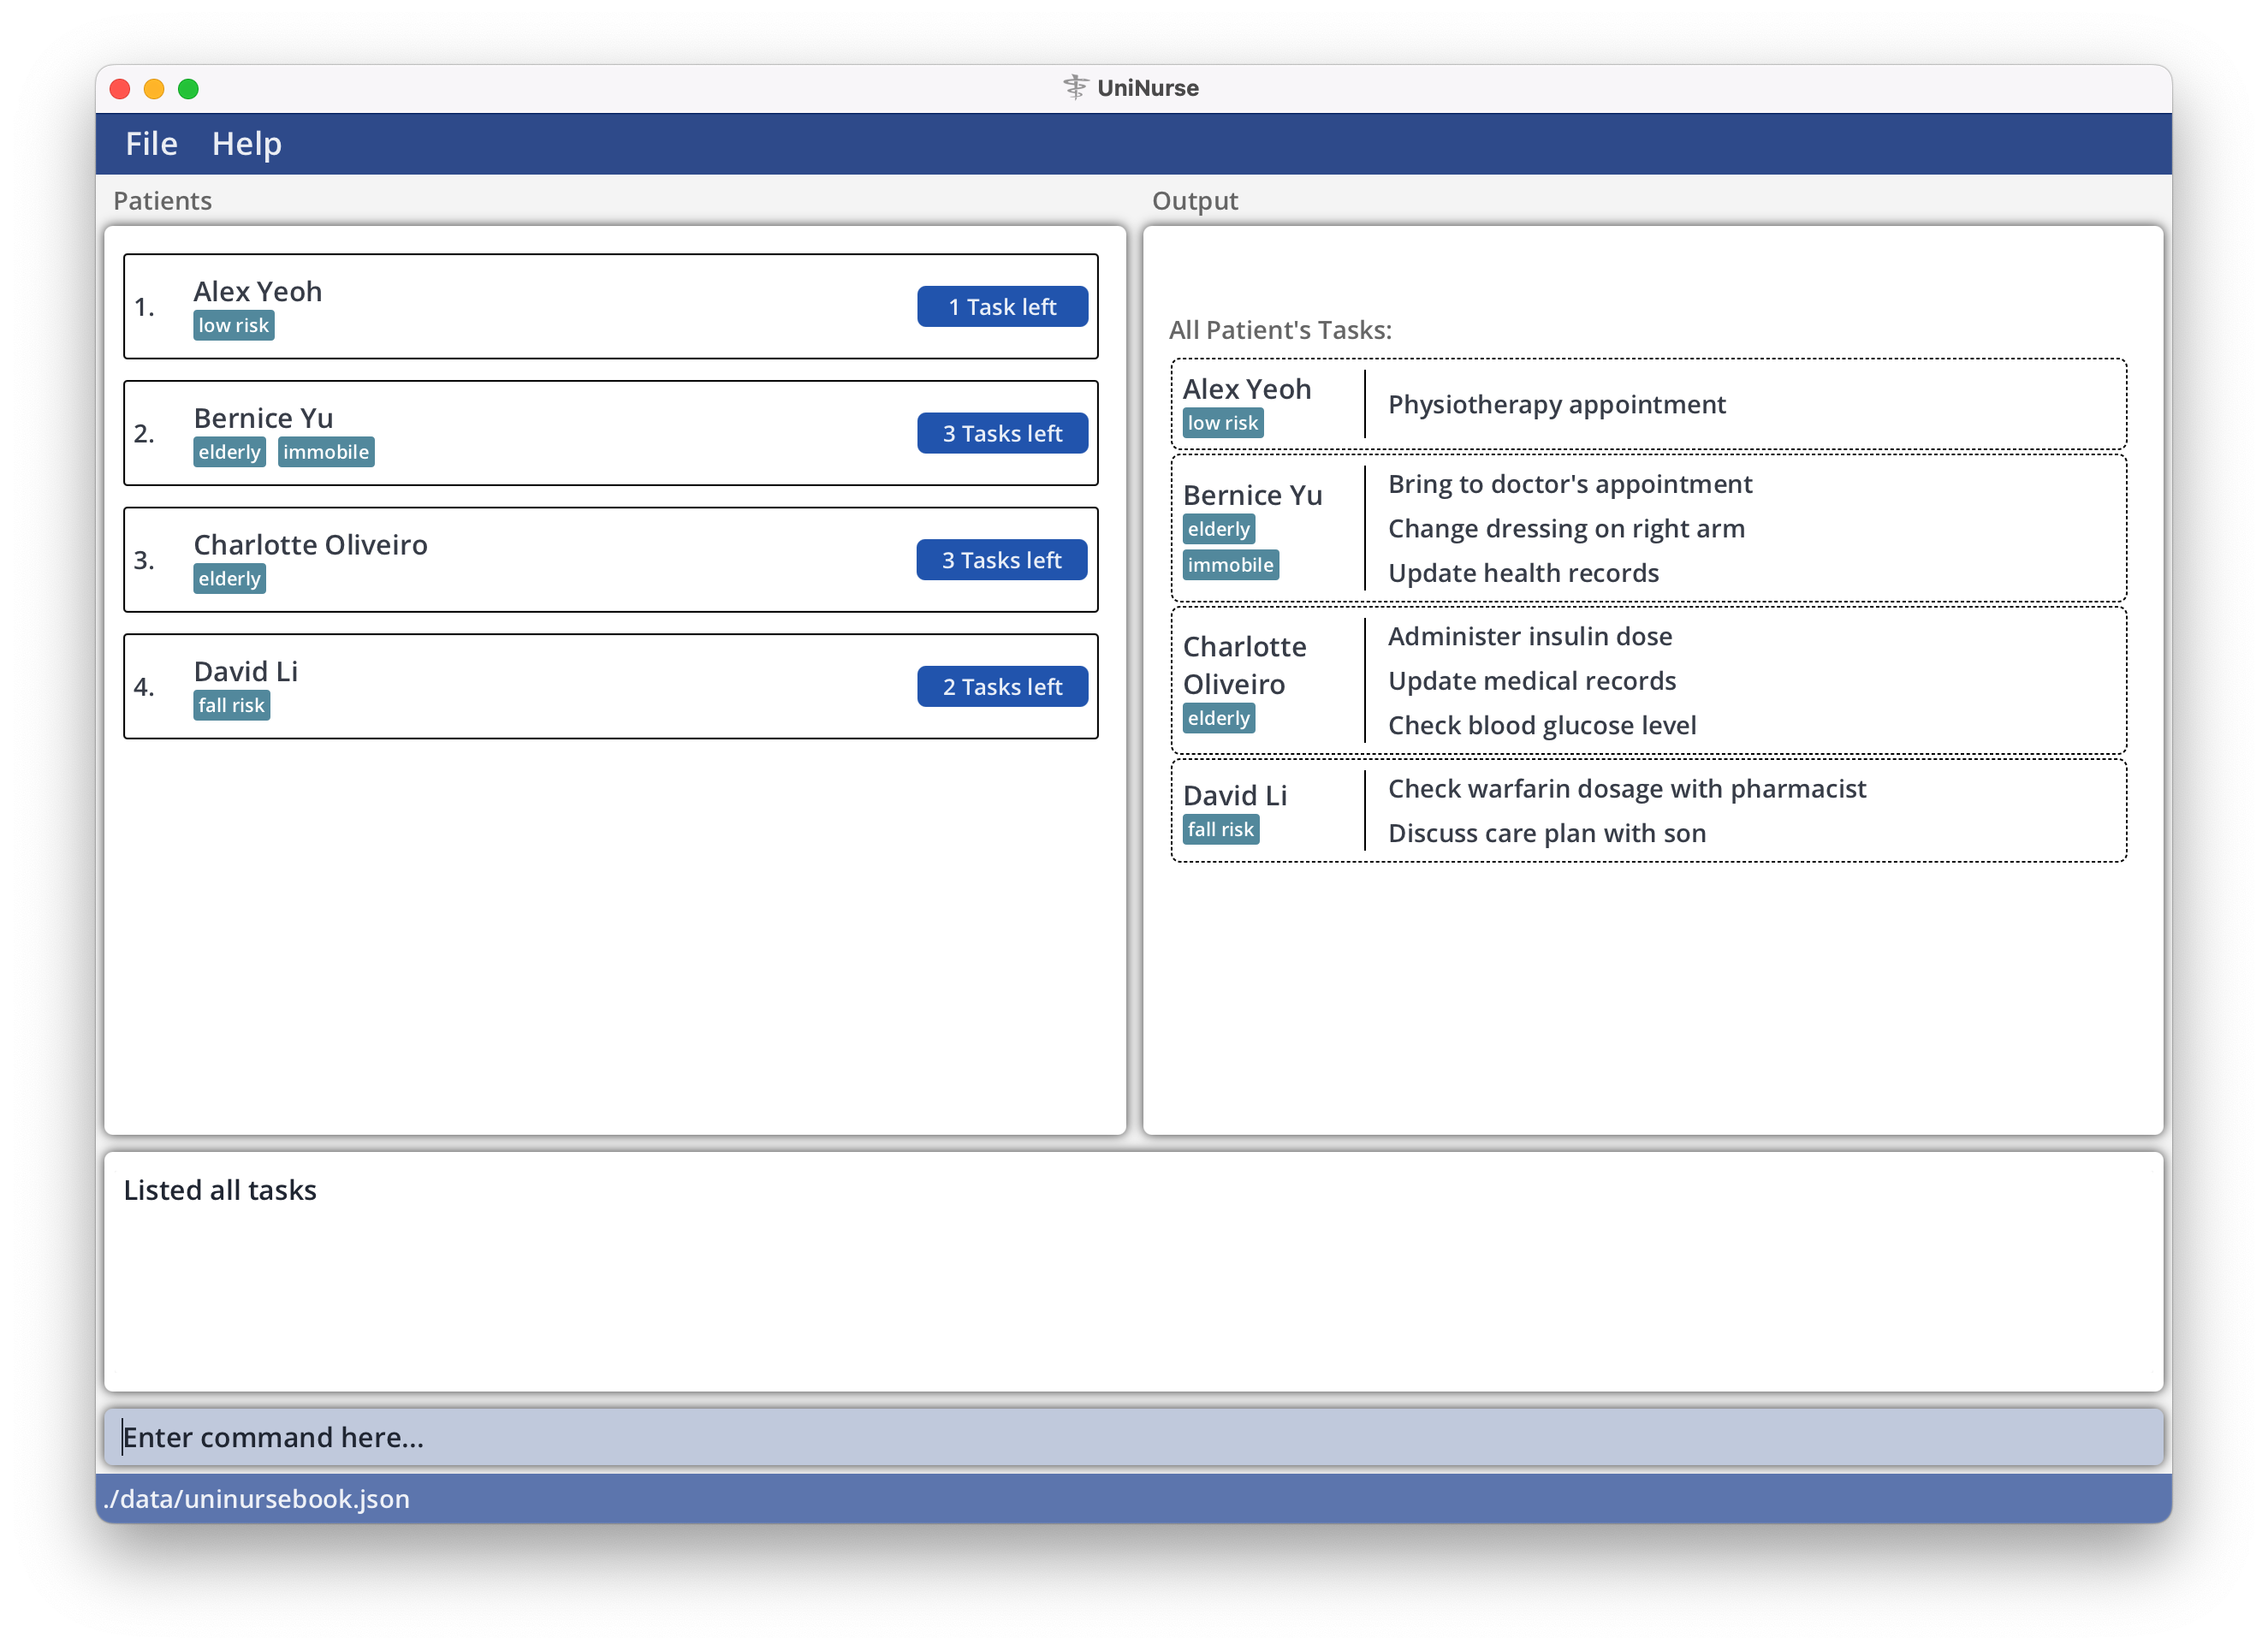 UniNurse
File Help
Patients
1. Alex Yeoh
low risk
1 Task left
2. Bernice Yu
elderly immobile
3 Tasks left
3. Charlotte Oliveiro
elderly
3 Tasks left
4. David Li
fall risk
2 Tasks left
Output
All Patient's Tasks:
Alex Yeoh
low risk
Physiotherapy appointment
Bernice Yu
elderly
immobile
Bring to doctor's appointment
Change dressing on right arm
Update health records
Charlotte
Oliveiro
elderly
Administer insulin dose
Update medical records
Check blood glucose level
David Li
fall risk
Check warfarin dosage with pharmacist
Discuss care plan with son
Listed all tasks
Enter command here...
./data/uninursebook.json